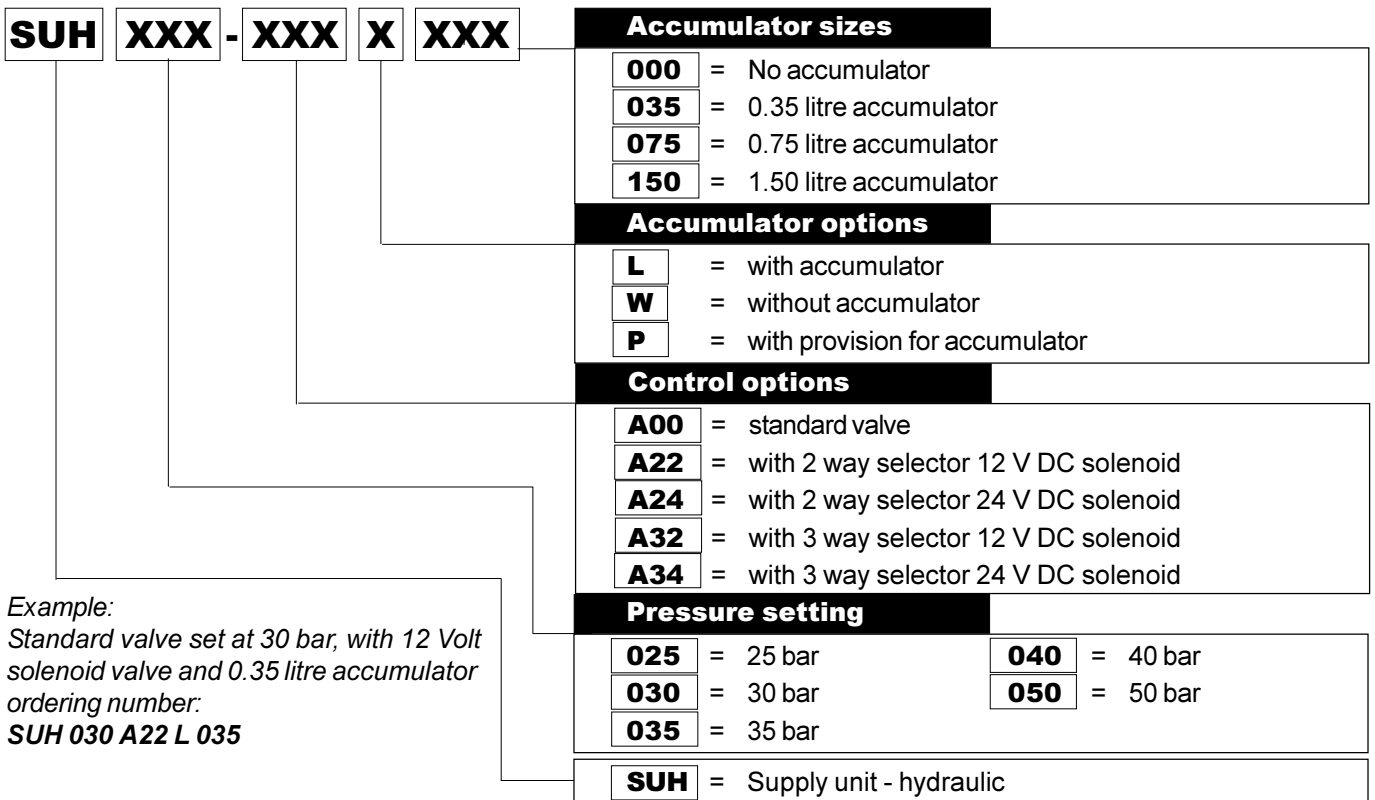 SUH XXX - XXX X XXX
Accumulator sizes
000 = No accumulator
035 = 0.35 litre accumulator
075 = 0.75 litre accumulator
150 = 1.50 litre accumulator
Accumulator options
L = with accumulator
W = without accumulator
P = with provision for accumulator
Control options
A00 = standard valve
A22 = with 2 way selector 12 V DC solenoid
A24 = with 2 way selector 24 V DC solenoid
A32 = with 3 way selector 12 V DC solenoid
A34 = with 3 way selector 24 V DC solenoid
Pressure setting
025 = 25 bar 040 = 40 bar
030 = 30 bar 050 = 50 bar
035 = 35 bar
SUH = Supply unit - hydraulic
Example:
Standard valve set at 30 bar, with 12 Volt
solenoid valve and 0.35 litre accumulator
ordering number:
SUH 030 A22 L 035